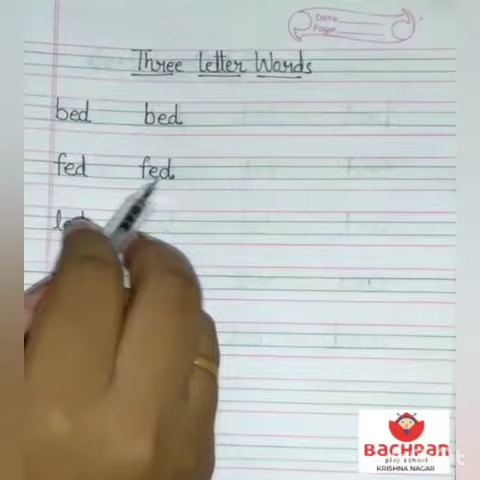 Date
Page
Three letter Words
bed bed
fed fed
BACHPAN
play school
KRISHNA NAGAR